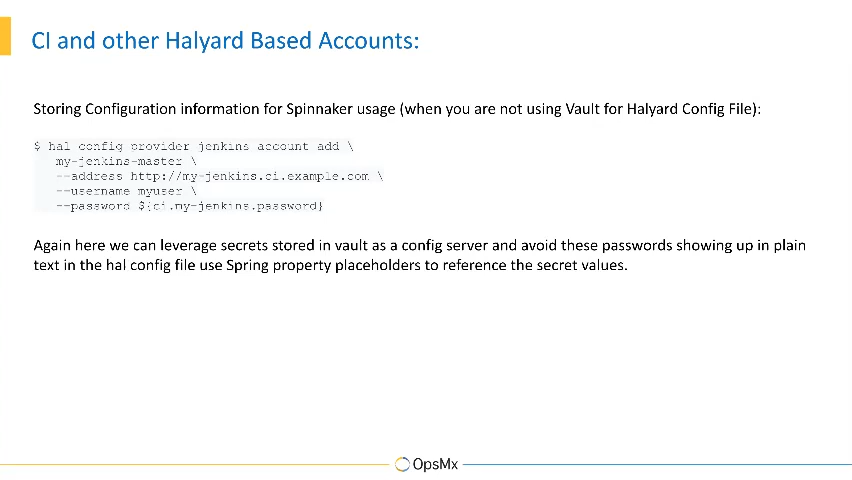 CI and other Halyard Based Accounts:
Storing Configuration information for Spinnaker usage (when you are not using Vault for Halyard Config File):
$ hal config provider jenkins account add \
my-jenkins-master \
--address http://my-jenkins.ci.example.com \
--username myuser \
--password ${ci.my-jenkins.password}
Again here we can leverage secrets stored in vault as a config server and avoid these passwords showing up in plain
text in the hal config file use Spring property placeholders to reference the secret values.
OpsMx